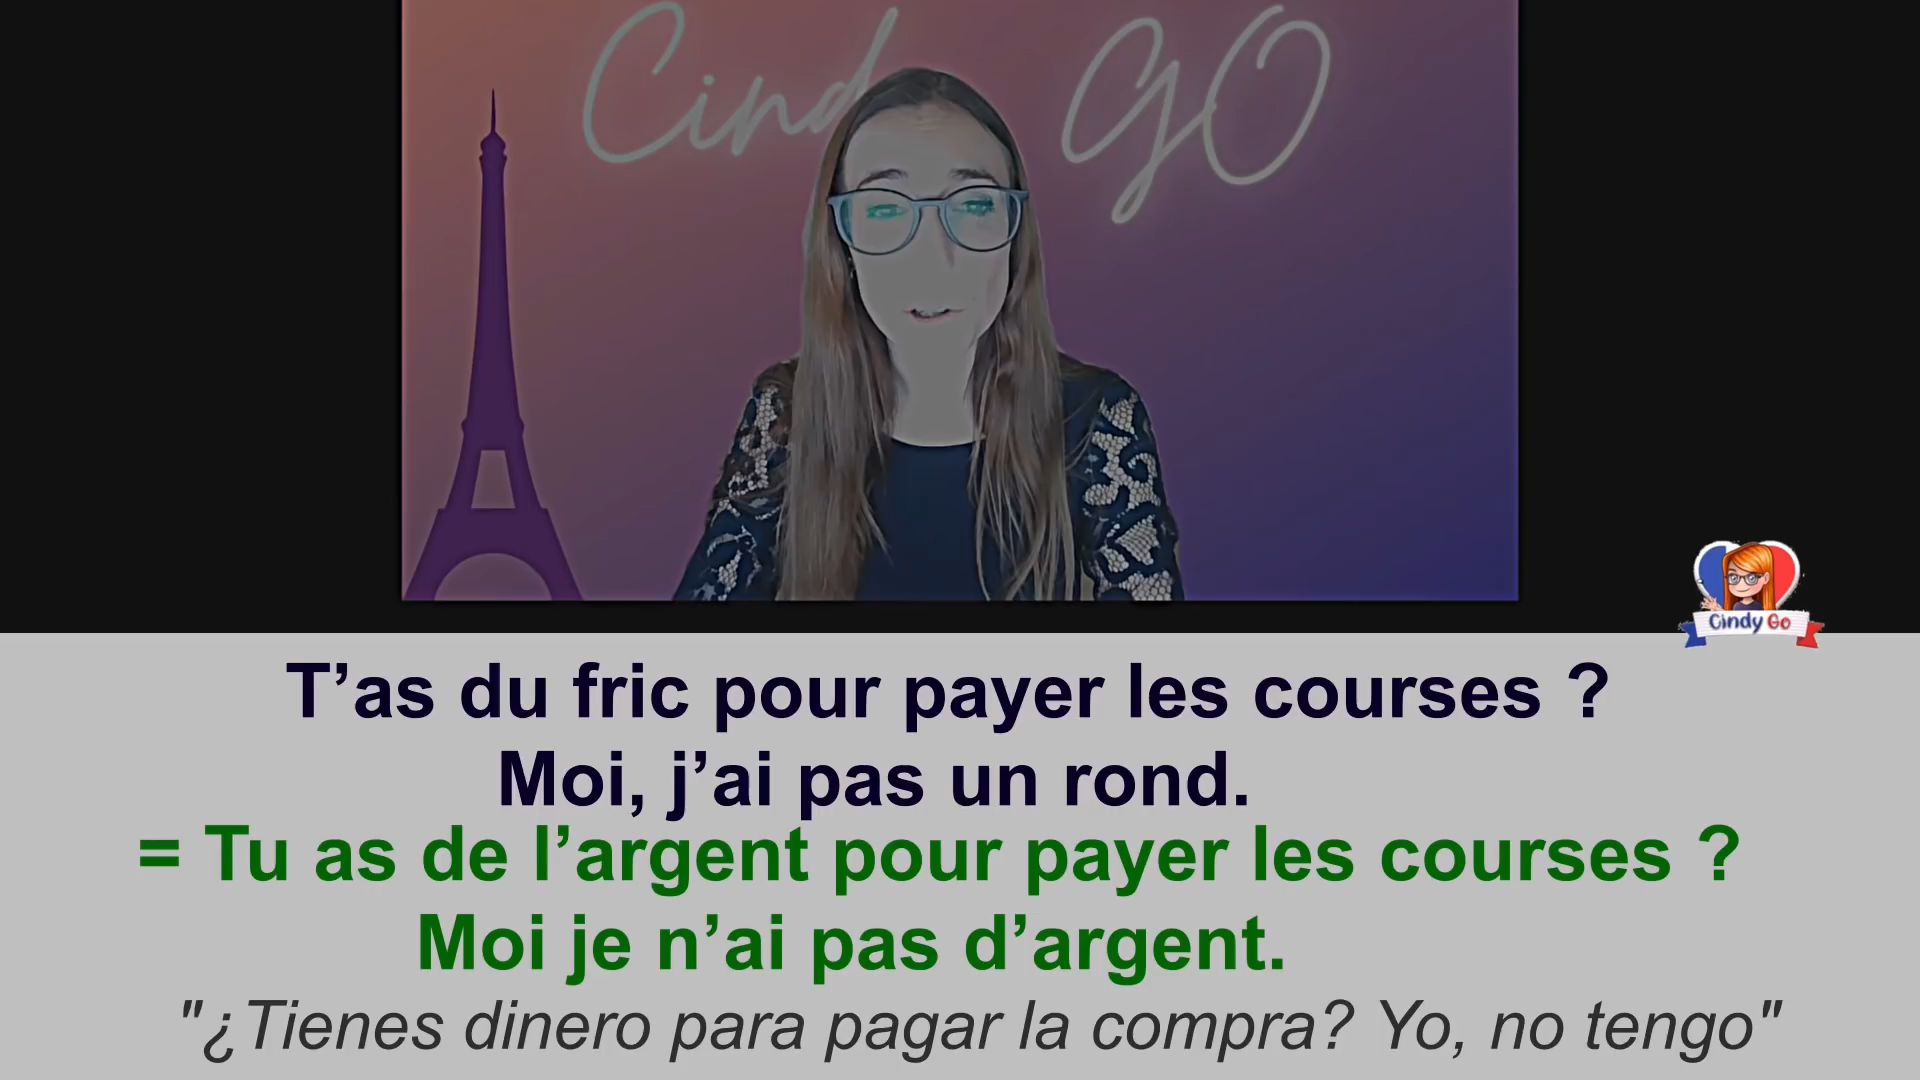 Cind GO
Cindy Go
T’as du fric pour payer les courses ?
Moi, j’ai pas un rond.
= Tu as de l’argent pour payer les courses ?
Moi je n’ai pas d’argent.
"¿Tienes dinero para pagar la compra? Yo, no tengo"